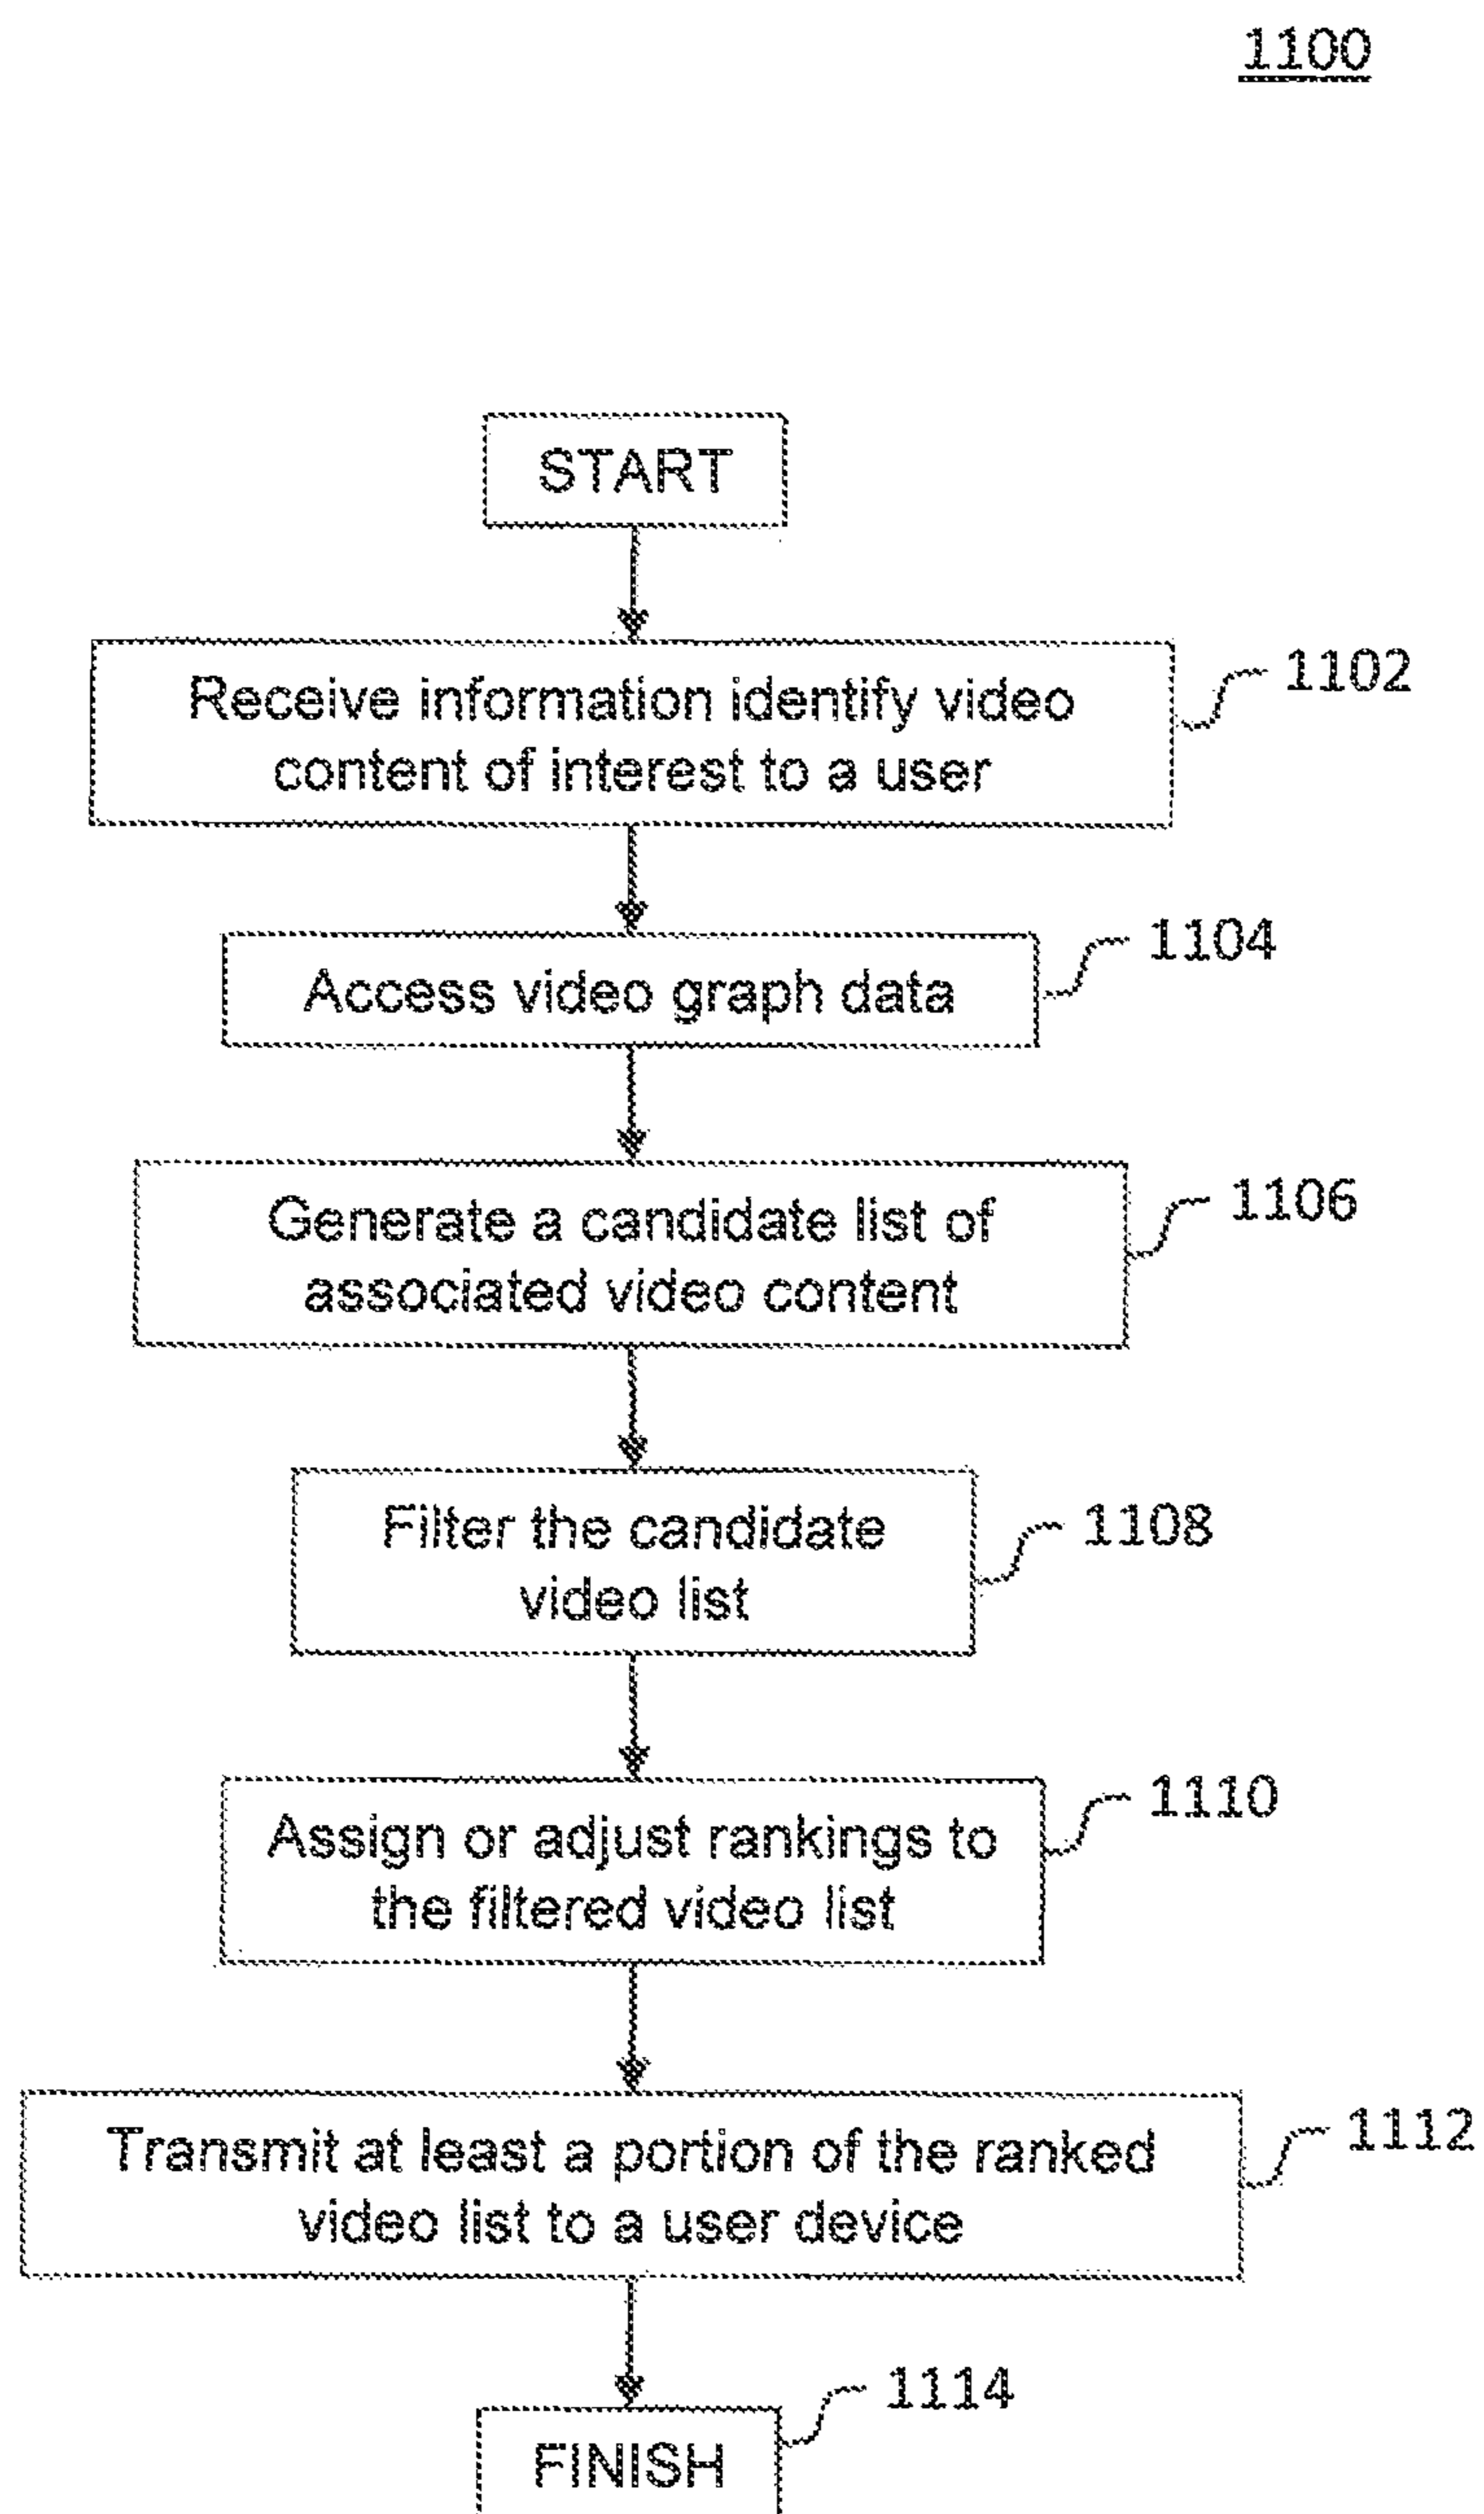 1100
START
Receive information identify video
content of interest to a user
1102
Access video graph data
1104
Generate a candidate list of
associated video content
1106
Filter the candidate
video list
1108
Assign or adjust rankings to
the filtered video list
1110
Transmit at least a portion of the ranked
video list to a user device
1112
FINISH
1114